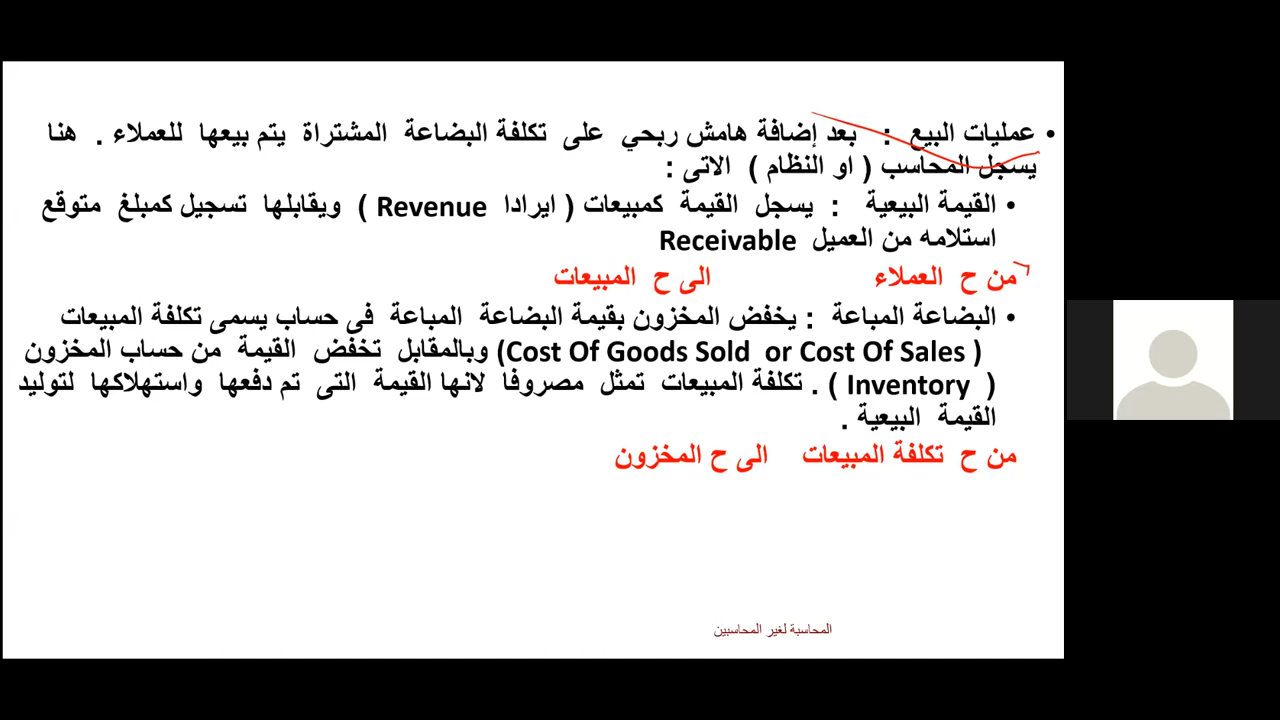 • عمليات البيع : بعد إضافة هامش ربحي على تكلفة البضاعة المشتراة يتم بيعها للعملاء . هنا
يسجل المحاسب ( او النظام ) الاتى :
• القيمة البيعية : يسجل القيمة كمبيعات ( ايرادا Revenue ) ويقابلها تسجيل كمبلغ متوقع
استلامه من العميل Receivable
من ح العملاء الى ح المبيعات
• البضاعة المباعة : يخفض المخزون بقيمة البضاعة المباعة فى حساب يسمى تكلفة المبيعات
( Cost Of Goods Sold or Cost Of Sales) وبالمقابل تخفض القيمة من حساب المخزون
( Inventory ) . تكلفة المبيعات تمثل مصروفا لانها القيمة التى تم دفعها واستهلاكها لتوليد
القيمة البيعية .
من ح تكلفة المبيعات الى ح المخزون
المحاسبة لغير المحاسبين